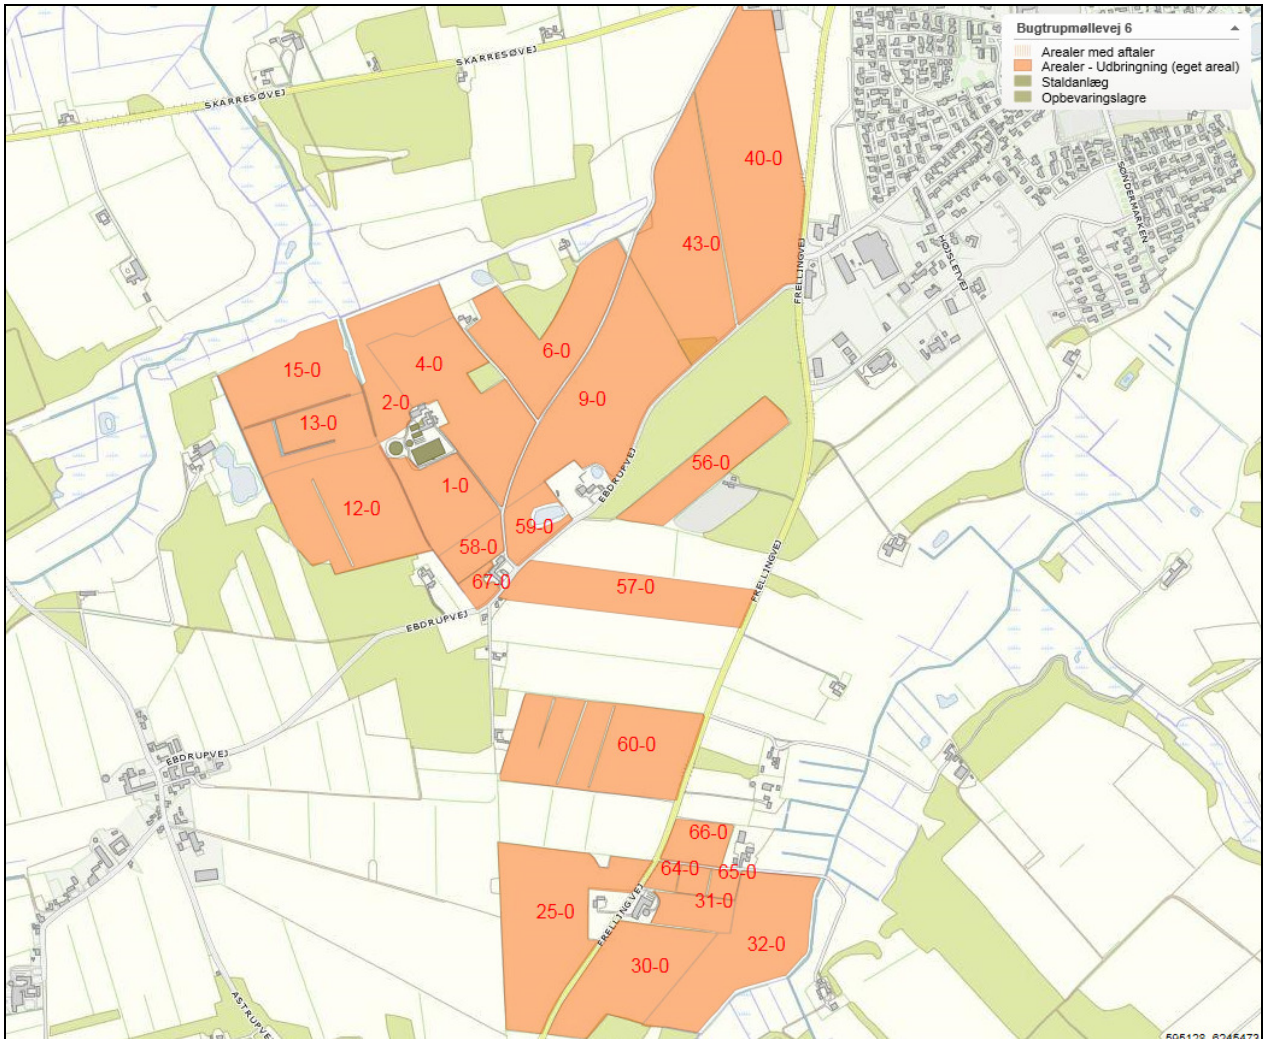 Bugtrupmøllevej 6
Arealer med aftaler
Arealer - Udbringning (eget areal)
Staldanlæg
Opbevaringslagre
SKARRESØVEJ
SKARRESØVEJ
40-0
SØNDERMARKEN
43-0
HØJSLETVEJ
FRELLINGVEJ
6-0
4-0
15-0
9-0
2-0
13-0
56-0
1-0
EBDRUPVEJ
12-0
59-0
58-0
67-0
57-0
FRELLINGVEJ
EBDRUPVEJ
60-0
EBDRUPVEJ
66-0
64-0
65-0
31-0
25-0
FRELLINGVEJ
32-0
30-0
ASTRUPVEJ